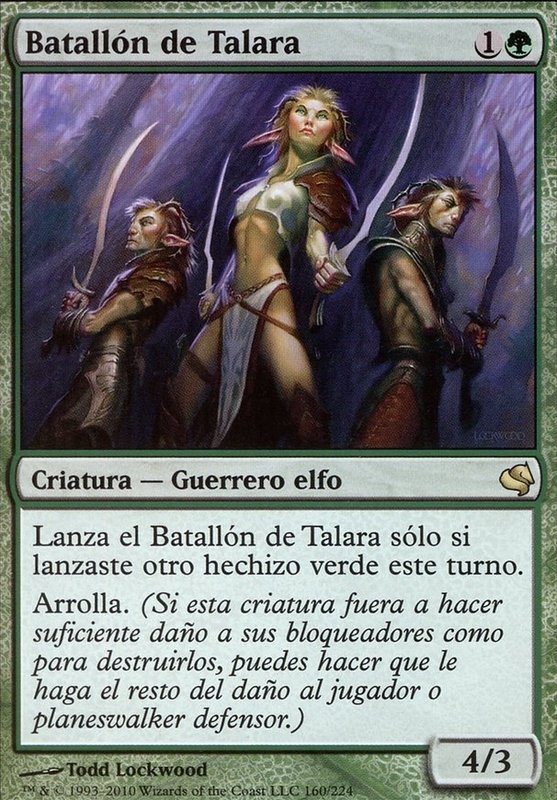 Batallón de Talara 1
LOCKWOOD
Criatura — Guerrero elfo
Lanza el Batallón de Talara sólo si
lanzaste otro hechizo verde este turno.
Arrolla. (Si esta criatura fuera a hacer
suficiente daño a sus bloqueadores como
para destruirlos, puedes hacer que le
haga el resto del daño al jugador o
planeswalker defensor.)
4/3
Todd Lockwood
™ & © 1993–2010 Wizards of the Coast LLC 160/224